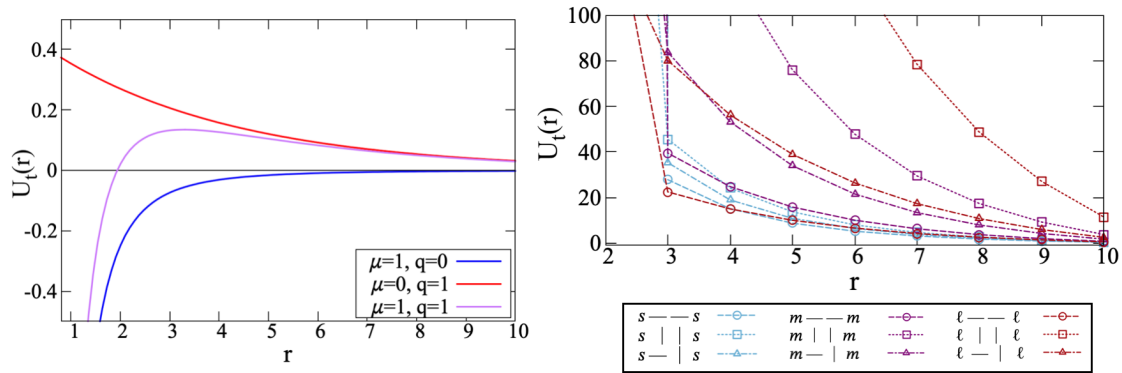 0.4
0.2
0
-0.2
-0.4
U_t(r)
1 2 3 4 5 6 7 8 9 10
r
μ=1, q=0
μ=0, q=1
μ=1, q=1
100
80
60
40
20
0
U_t(r)
2 3 4 5 6 7 8 9 10
r
s — — s m — — m ℓ — — ℓ
s | | s m | | m ℓ | | ℓ
s — | s m — | m ℓ — | ℓ